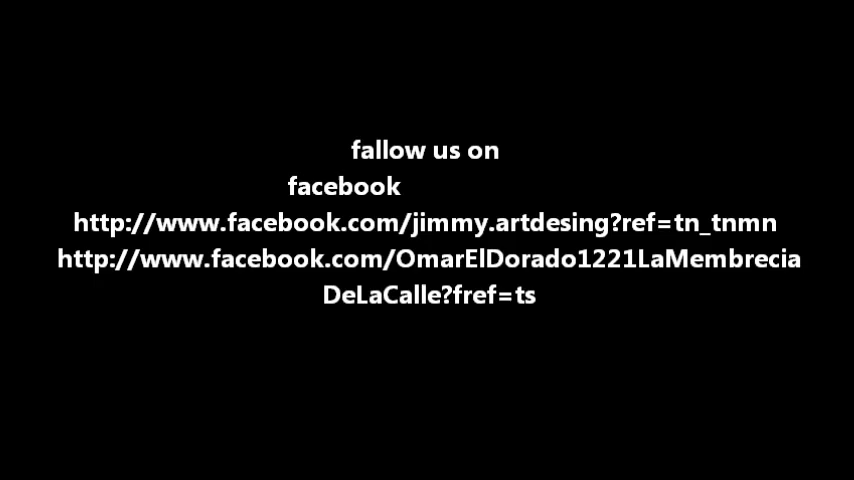 fallow us on
facebook
http://www.facebook.com/jimmy.artdesing?ref=tn_tnmn
http://www.facebook.com/OmarElDorado1221LaMembrecia
DeLaCalle?fref=ts